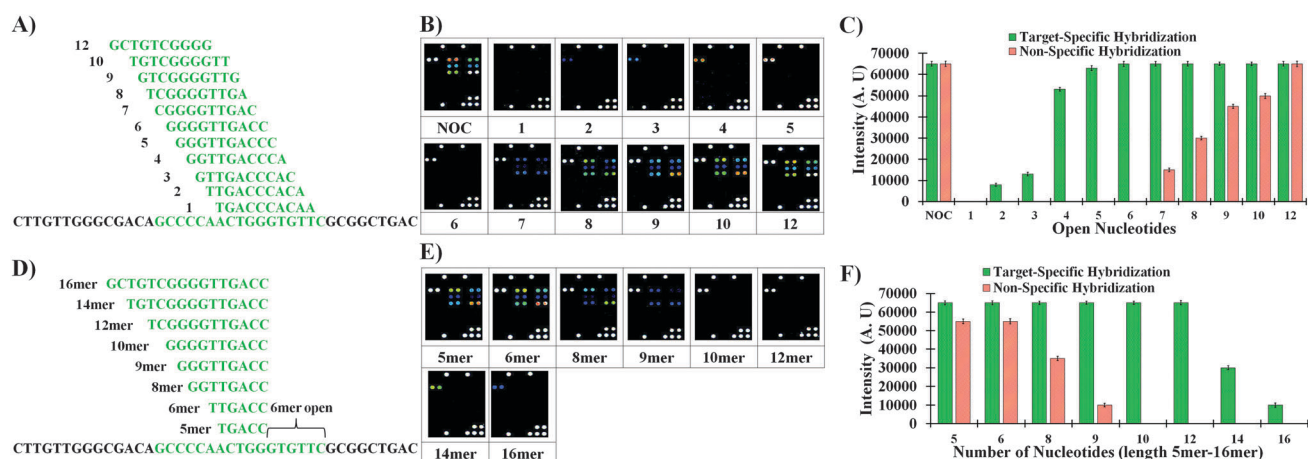 A)
12 GCTGTCGGGG
10 TGTCGGGGTT
9 GTCGGGGTTG
8 TCGGGGTTGA
7 CGGGGTTGAC
6 GGGGTTGACC
5 GGGTTGACCC
4 GGTTGACCCA
3 GTTGACCCAC
2 TTGACCCACA
1 TGACCCACAA
CTTGTTGGGCGACAGCCCCAACTGGGTGTTCGCGGCTGAC
B)
NOC 1 2 3 4 5
6 7 8 9 10 12
C)
Target-Specific Hybridization
Non-Specific Hybridization
Intensity (A. U)
70000
60000
50000
40000
30000
20000
10000
0
NOC 1 2 3 4 5 6 7 8 9 10 12
Open Nucleotides
D)
16mer GCTGTCGGGGTTGACC
14mer TGTCGGGGTTGACC
12mer TCGGGGTTGACC
10mer GGGGTTGACC
9mer GGGTTGACC
8mer GGTTGACC
6mer TTGACC 6mer open
5mer TGACC
CTTGTTGGGCGACAGCCCCAACTGGGTGTTCGCGGCTGAC
E)
5mer 6mer 8mer 9mer 10mer 12mer
14mer 16mer
F)
Target-Specific Hybridization
Non-Specific Hybridization
Intensity (A. U)
70000
60000
50000
40000
30000
20000
10000
0
5 6 8 9 10 12 14 16
Number of Nucleotides (length 5mer-16mer)